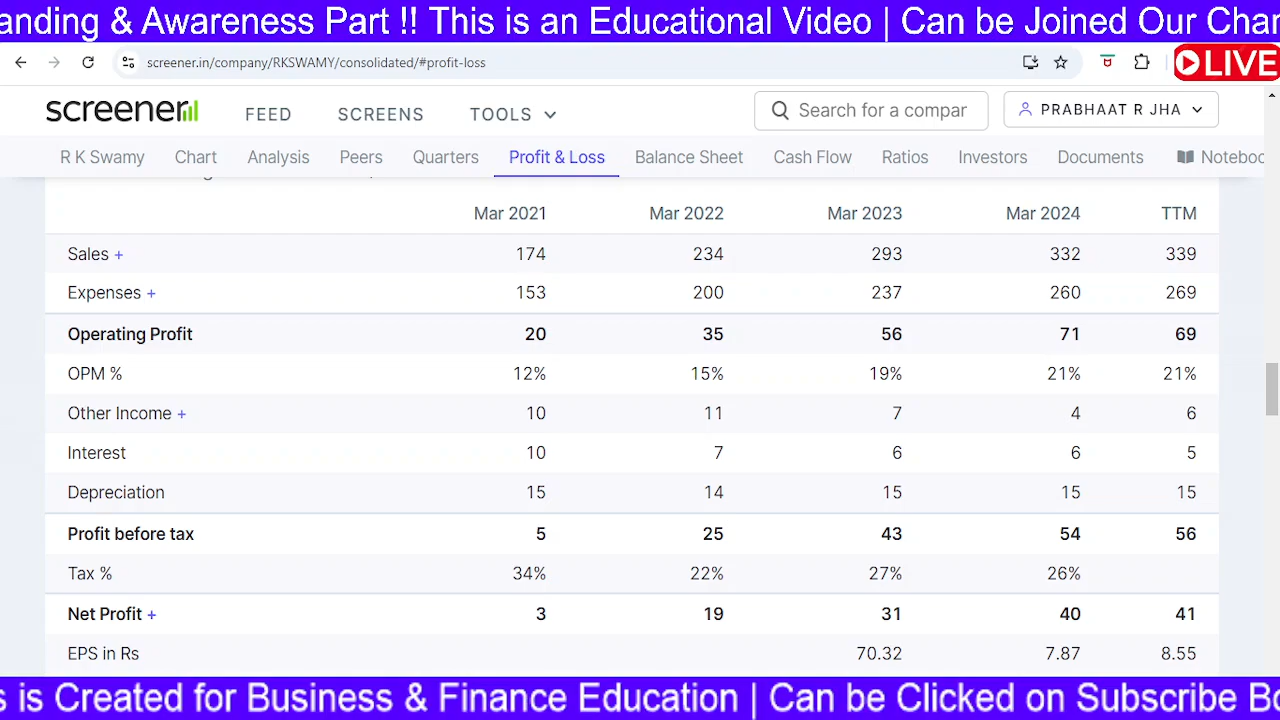 anding & Awareness Part !! This is an Educational Video | Can be Joined Our Char
screener.in/company/RKSWAMY/consolidated/#profit-loss
LIVE
screener
FEED SCREENS TOOLS
Search for a compar
PRABHAAT R JHA
R K Swamy Chart Analysis Peers Quarters Profit & Loss Balance Sheet Cash Flow Ratios Investors Documents Noteboo
Mar 2021 Mar 2022 Mar 2023 Mar 2024 TTM
Sales + 174 234 293 332 339
Expenses + 153 200 237 260 269
Operating Profit 20 35 56 71 69
OPM % 12% 15% 19% 21% 21%
Other Income + 10 11 7 4 6
Interest 10 7 6 6 5
Depreciation 15 14 15 15 15
Profit before tax 5 25 43 54 56
Tax % 34% 22% 27% 26%
Net Profit + 3 19 31 40 41
EPS in Rs 70.32 7.87 8.55
s is Created for Business & Finance Education | Can be Clicked on Subscribe Bo